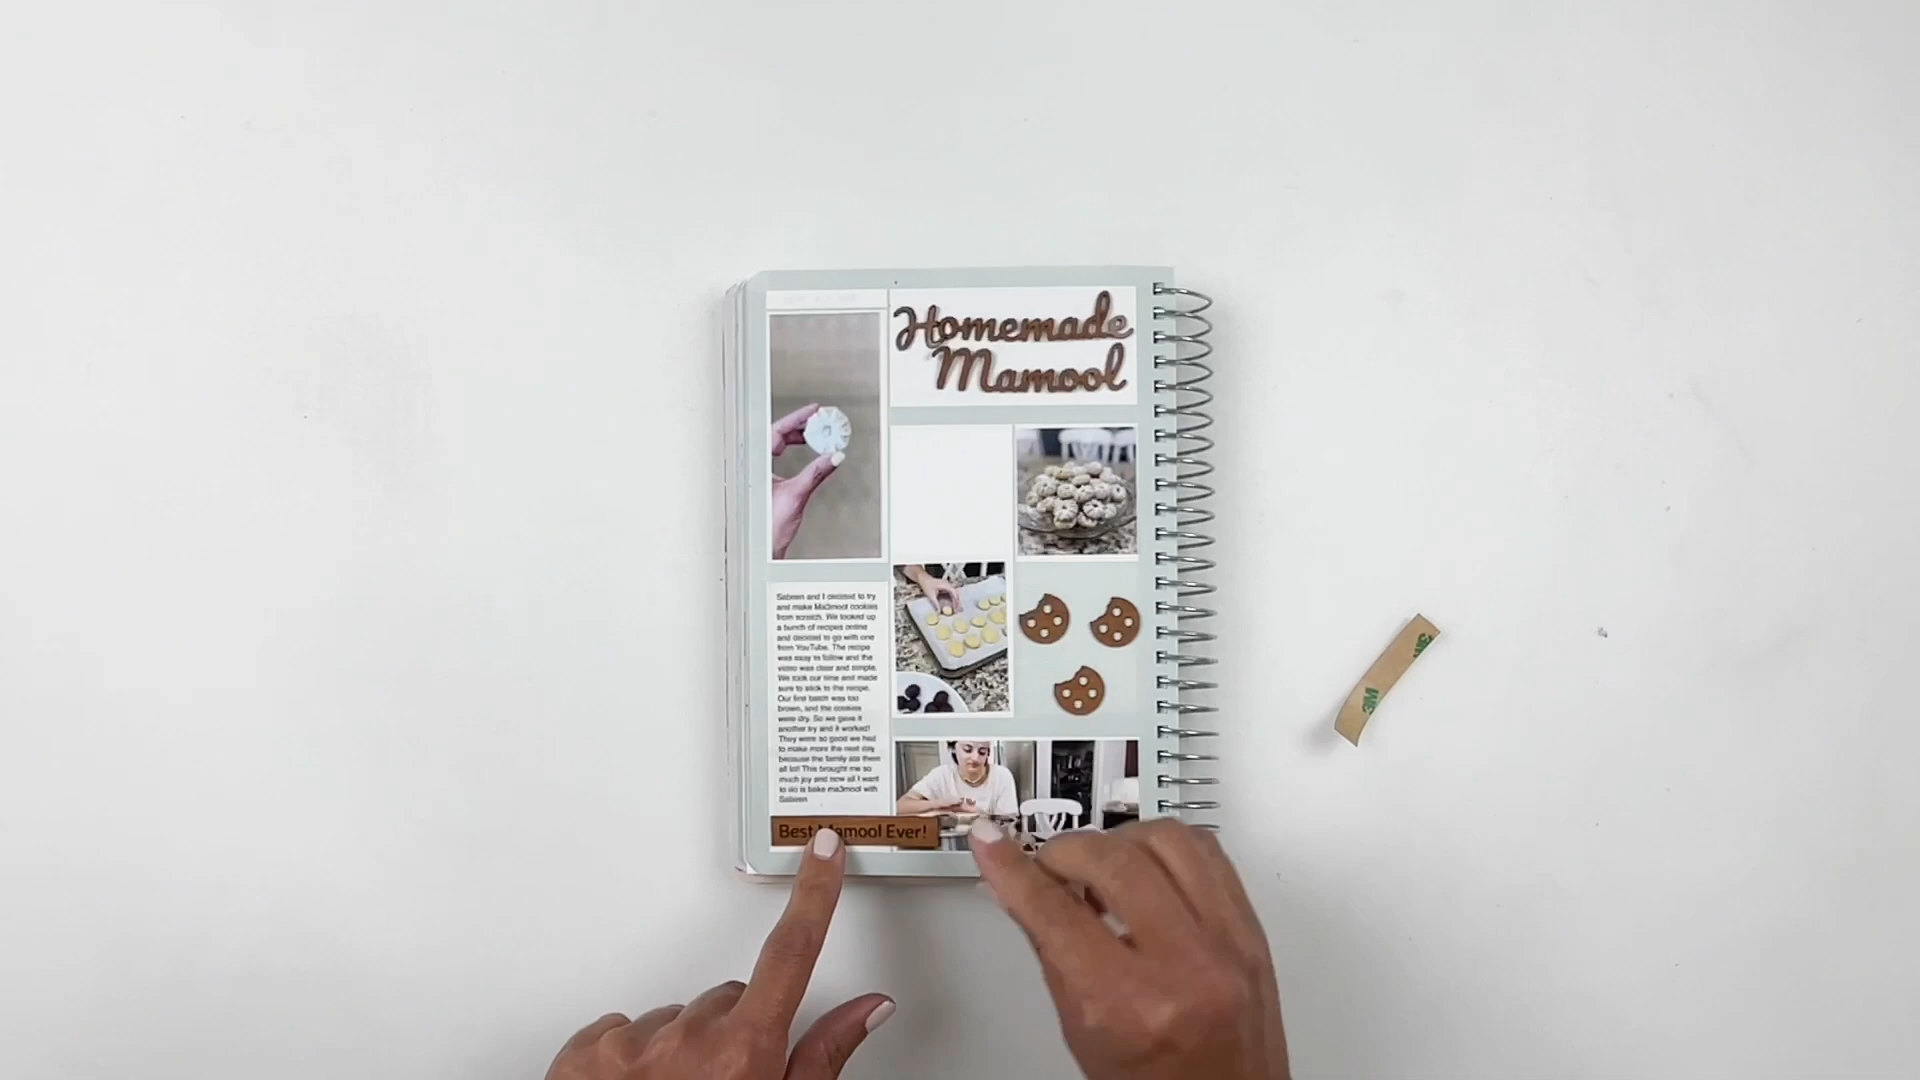 Homemade
Mamool
Sabeen and I decided to try
and make Ma3mool cookies
from scratch. We looked up
a bunch of recipes online
and decided to go with one
from YouTube. The recipe
was easy to follow and the
video was clear and simple.
We took our time and made
sure to stick to the recipe.
Our first batch was too
brown, and the cookies
were dry. So we gave it
another try and it worked!
They were so good we had
to make more the next day
because the family ate them
all lol! This brought me so
much joy and now all I want
to do is bake ma3mool with
Sabeen
Best Mamool Ever!
3M
3M